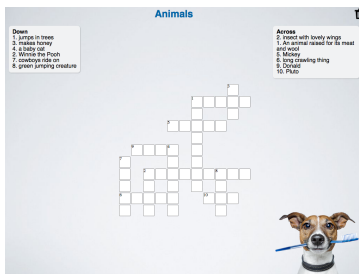 Animals
Down
1. jumps in trees
3. makes honey
4. a baby cat
2. Winnie the Pooh
7. cowboys ride on
8. green jumping creature
Across
2. insect with lovely wings
1. An animal raised for its meat
and wool
5. Mickey
6. long crawling thing
9. Donald
10. Pluto